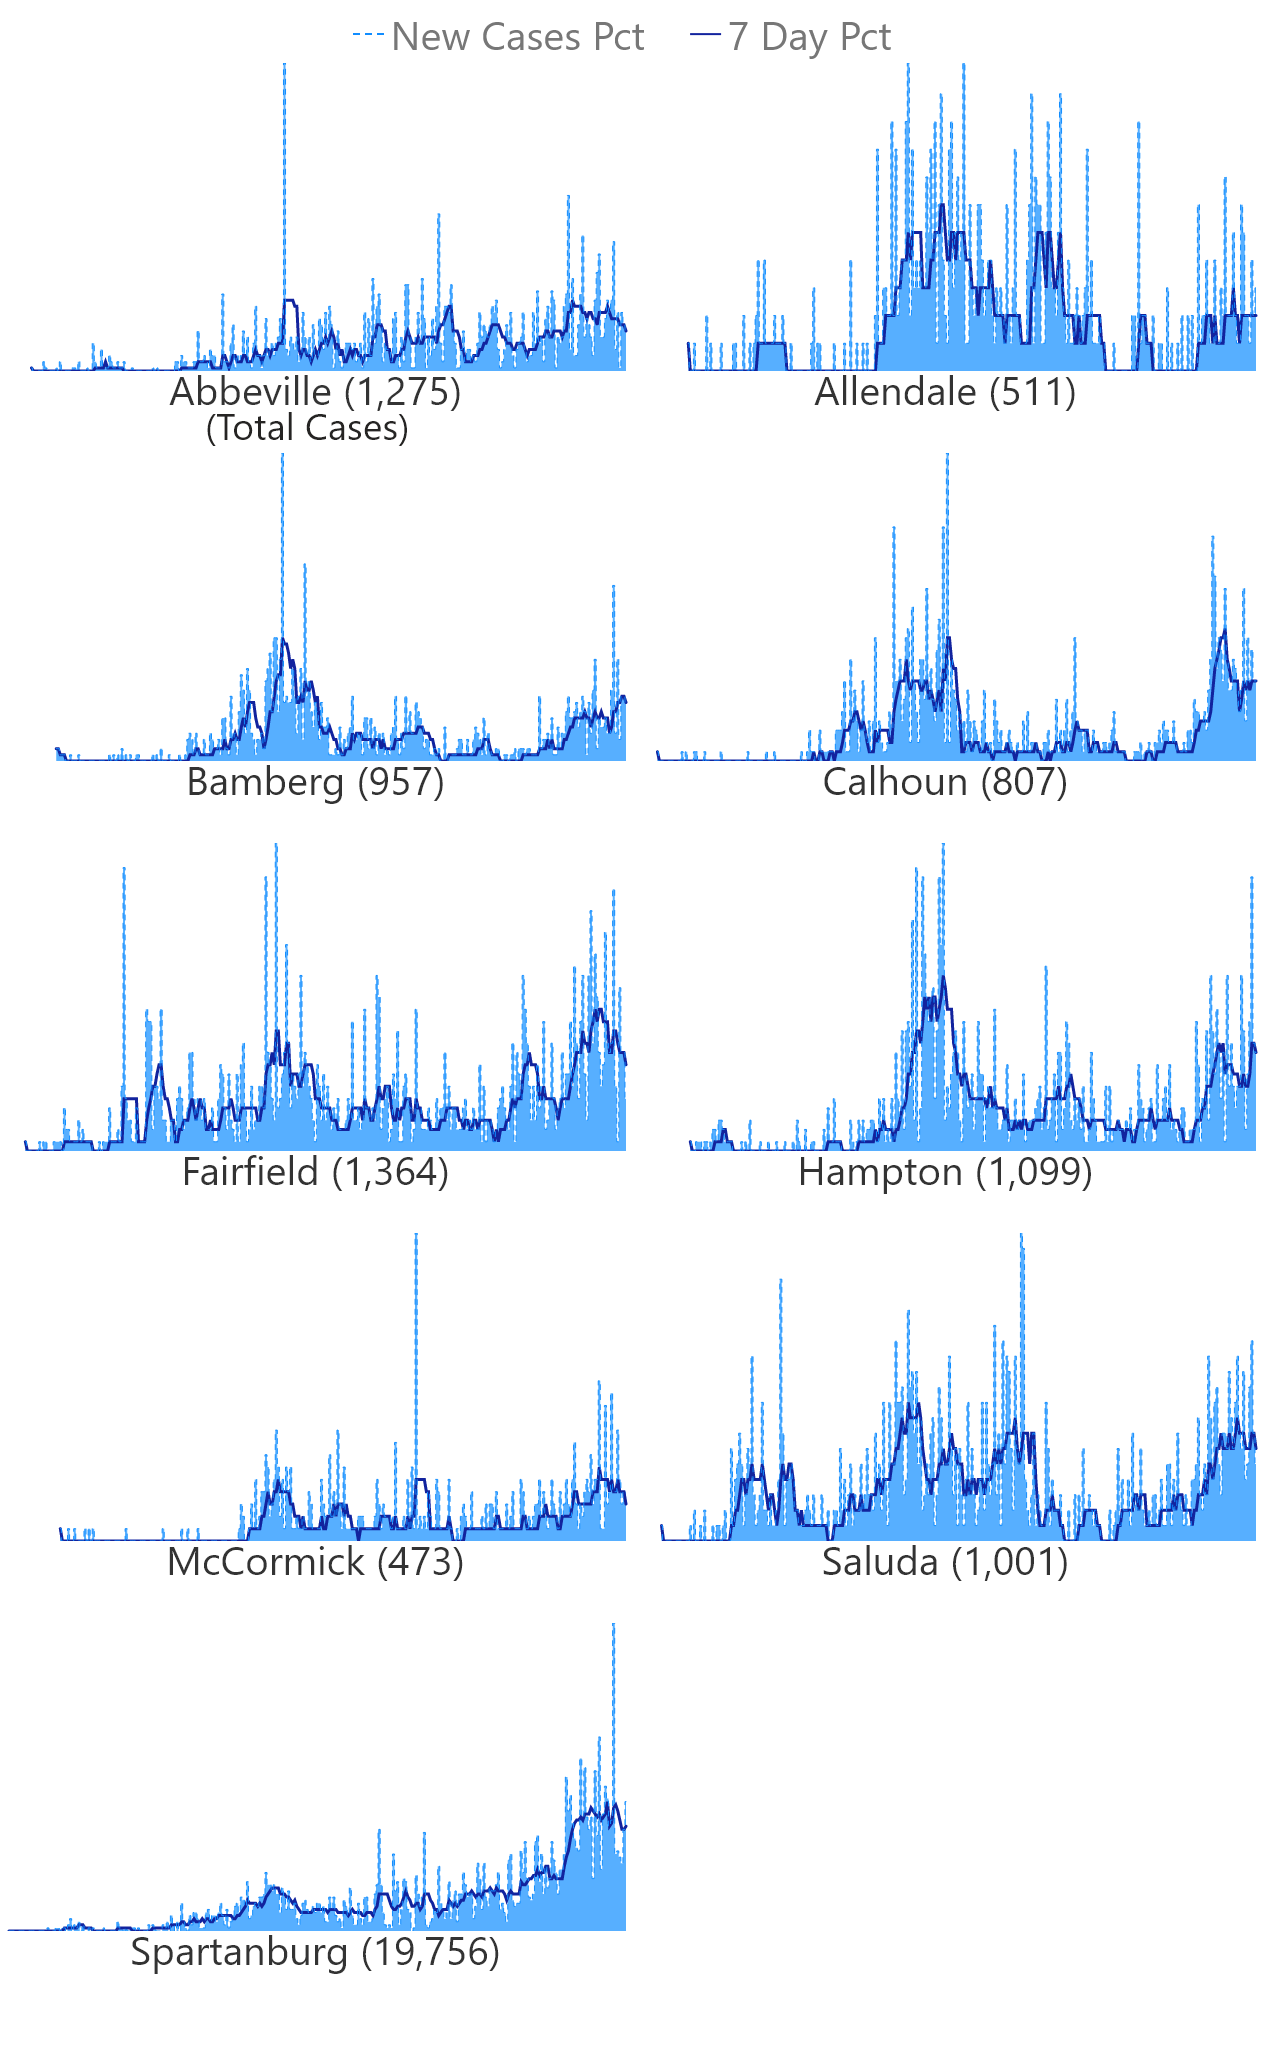 New Cases Pct 7 Day Pct
Abbeville (1,275) Allendale (511)
(Total Cases)
Bamberg (957) Calhoun (807)
Fairfield (1,364) Hampton (1,099)
McCormick (473) Saluda (1,001)
Spartanburg (19,756)